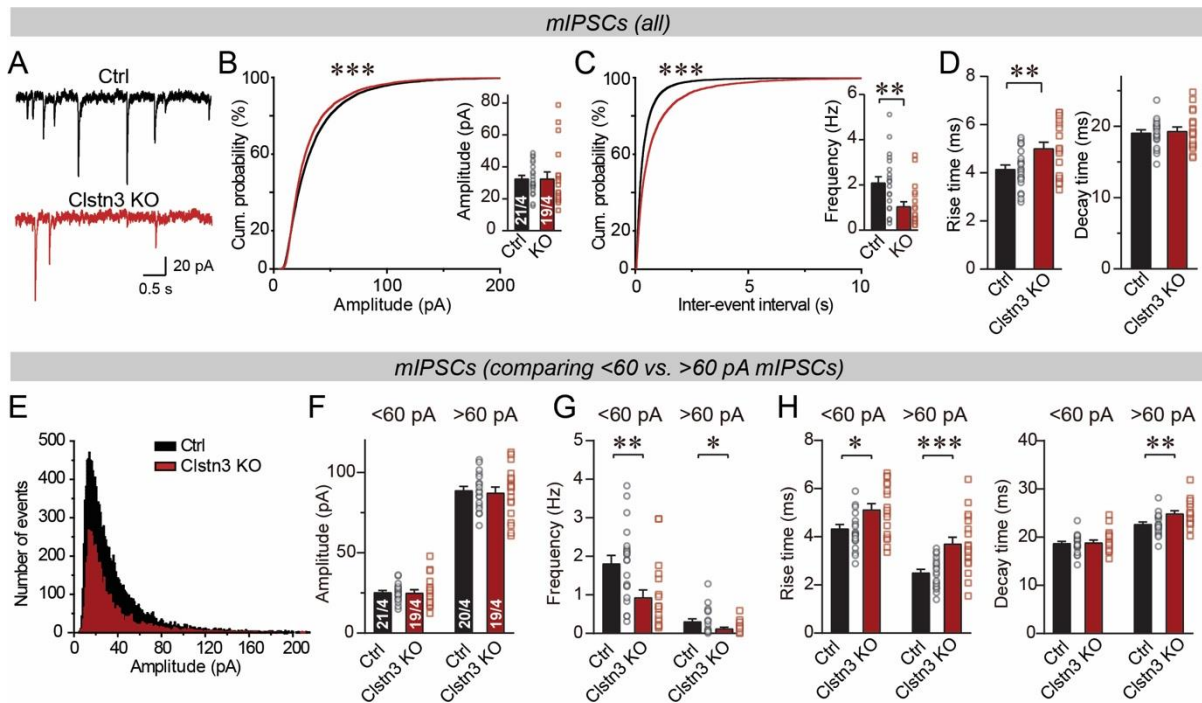 mIPSCs (all)
A
Ctrl
Clstn3 KO
20 pA
0.5 s
B
***
Cum. probability (%)
100
60
20
0
0
100
200
Amplitude (pA)
Amplitude (pA)
80
60
40
20
0
21/4
19/4
Ctrl
KO
C
***
Cum. probability (%)
100
60
20
0
0
5
10
Inter-event interval (s)
**
Frequency (Hz)
6
4
2
0
Ctrl
KO
D
**
Rise time (ms)
8
6
4
2
0
Ctrl
Clstn3 KO
Decay time (ms)
20
10
0
Ctrl
Clstn3 KO
mIPSCs (comparing <60 vs. >60 pA mIPSCs)
E
Ctrl
Clstn3 KO
Number of events
500
400
300
200
100
0
0
40
80
120
160
200
Amplitude (pA)
F
<60 pA
>60 pA
Amplitude (pA)
100
50
0
21/4
19/4
20/4
19/4
Ctrl
Clstn3 KO
Ctrl
Clstn3 KO
G
<60 pA
>60 pA
**
*
Frequency (Hz)
5
4
3
2
1
0
Ctrl
Clstn3 KO
Ctrl
Clstn3 KO
H
<60 pA
>60 pA
*
***
Rise time (ms)
8
6
4
2
0
Ctrl
Clstn3 KO
Ctrl
Clstn3 KO
<60 pA
>60 pA
**
Decay time (ms)
40
30
20
10
0
Ctrl
Clstn3 KO
Ctrl
Clstn3 KO